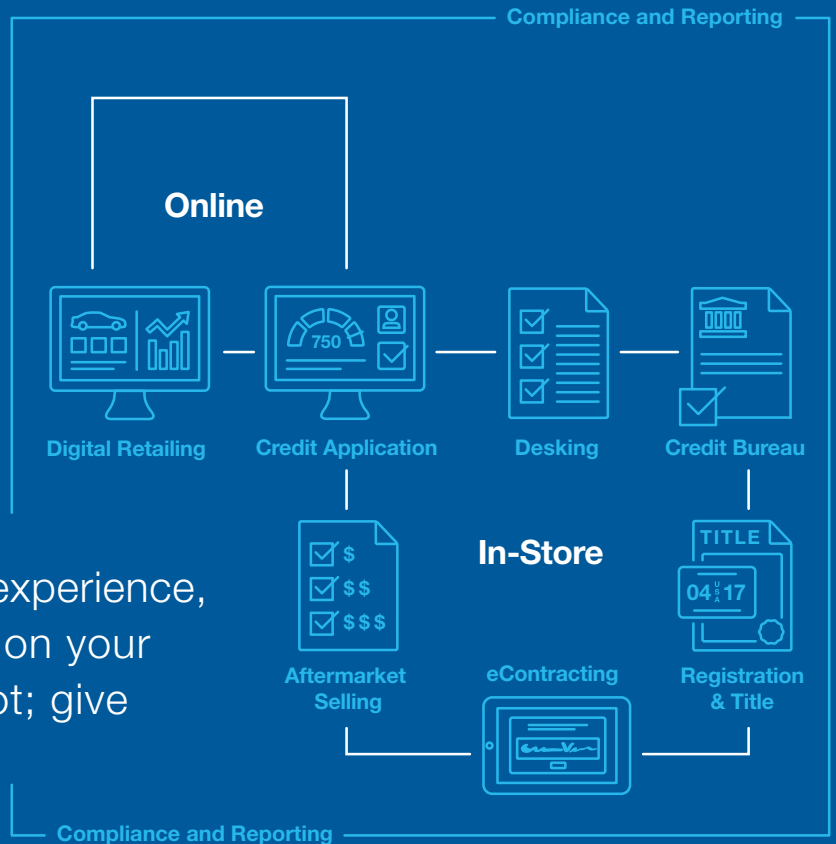 Compliance and Reporting
Online
750
Digital Retailing
Credit Application
Desking
Credit Bureau
$
$$
$$$
In-Store
TITLE
04 USA 17
experience,
on your
; give
Aftermarket
Selling
eContracting
Registration
& Title
Compliance and Reporting